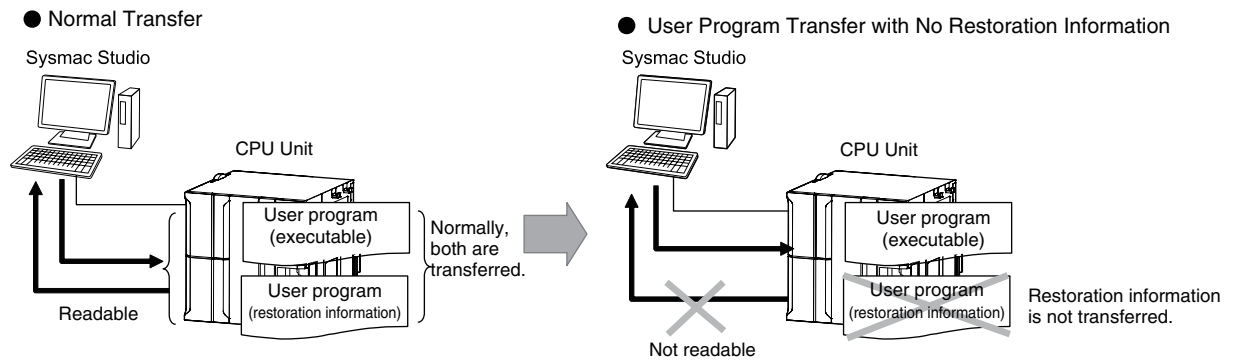 ● Normal Transfer
Sysmac Studio
CPU Unit
User program
(executable)
User program
(restoration information)
Normally,
both are
transferred.
Readable
● User Program Transfer with No Restoration Information
Sysmac Studio
CPU Unit
User program
(executable)
User program
(restoration information)
Restoration information
is not transferred.
Not readable